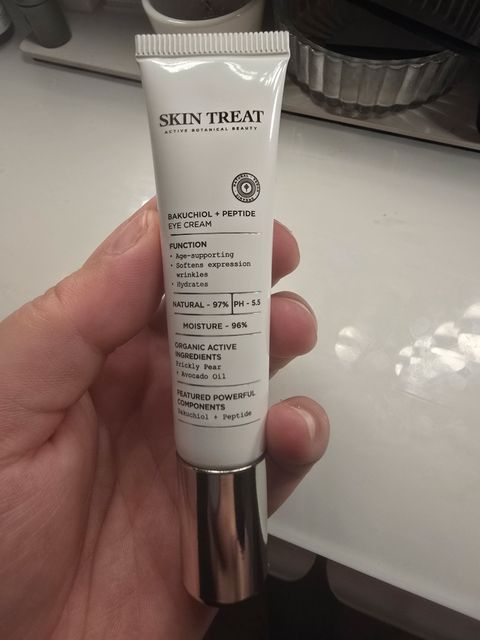 SKIN TREAT
ACTIVE BOTANICAL BEAUTY
BAKUCHIOL + PEPTIDE
EYE CREAM
FUNCTION
• Age-supporting
• Softens expression
wrinkles
• Hydrates
NATURAL - 97% PH - 5.5
MOISTURE - 96%
ORGANIC ACTIVE
INGREDIENTS
Prickly Pear
+ Avocado Oil
FEATURED POWERFUL
COMPONENTS
Bakuchiol + Peptide